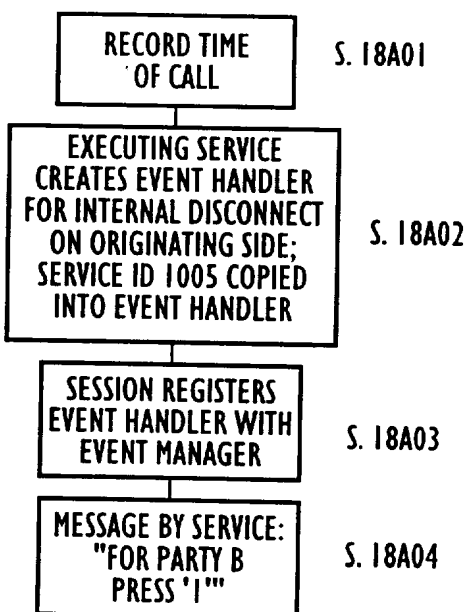 RECORD TIME
OF CALL
S. 18A01
EXECUTING SERVICE
CREATES EVENT HANDLER
FOR INTERNAL DISCONNECT
ON ORIGINATING SIDE;
SERVICE ID 1005 COPIED
INTO EVENT HANDLER
S. 18A02
SESSION REGISTERS
EVENT HANDLER WITH
EVENT MANAGER
S. 18A03
MESSAGE BY SERVICE:
"FOR PARTY B
PRESS '1'"
S. 18A04